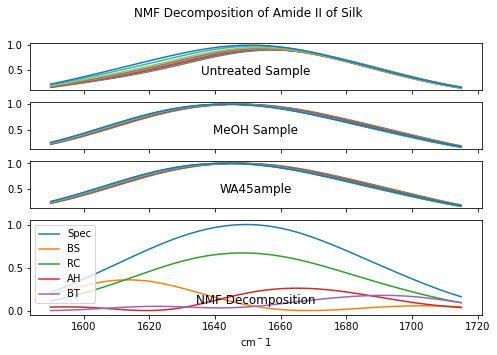 NMF Decomposition of Amide II of Silk
1.0
0.5
Untreated Sample
1.0
0.5
MeOH Sample
1.0
0.5
WA45ample
1.0
0.5
0.0
Spec
BS
RC
AH
BT
NMF Decomposition
1600 1620 1640 1660 1680 1700 1720
cm⁻1